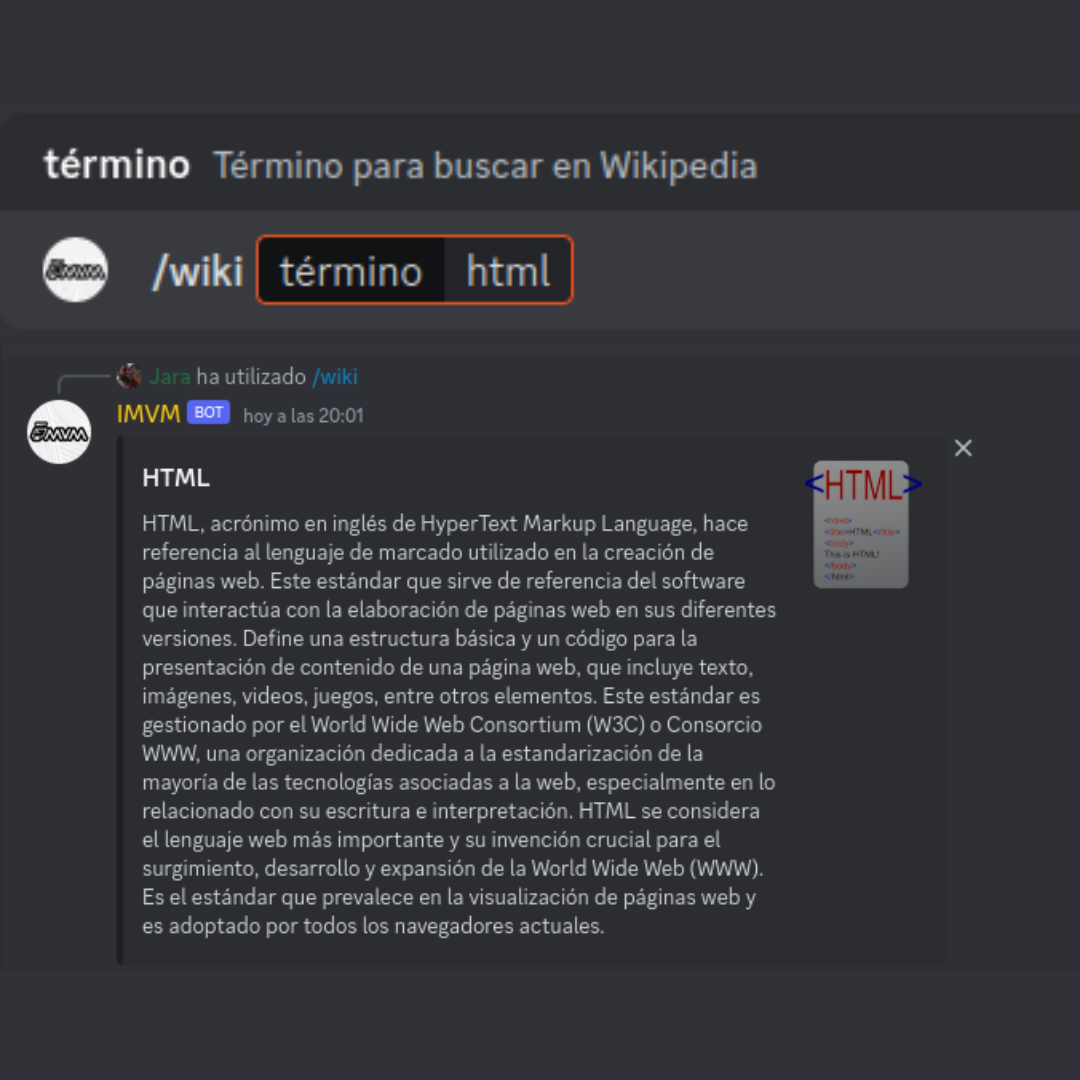 término Término para buscar en Wikipedia
/wiki término html
Jara ha utilizado /wiki
IMVM BOT hoy a las 20:01
HTML
HTML, acrónimo en inglés de HyperText Markup Language, hace
referencia al lenguaje de marcado utilizado en la creación de
páginas web. Este estándar que sirve de referencia del software
que interactúa con la elaboración de páginas web en sus diferentes
versiones. Define una estructura básica y un código para la
presentación de contenido de una página web, que incluye texto,
imágenes, videos, juegos, entre otros elementos. Este estándar es
gestionado por el World Wide Web Consortium (W3C) o Consorcio
WWW, una organización dedicada a la estandarización de la
mayoría de las tecnologías asociadas a la web, especialmente en lo
relacionado con su escritura e interpretación. HTML se considera
el lenguaje web más importante y su invención crucial para el
surgimiento, desarrollo y expansión de la World Wide Web (WWW).
Es el estándar que prevalece en la visualización de páginas web y
es adoptado por todos los navegadores actuales.
<HTML>
<html>
<title>HTML</title>
<body>
This is HTML!
</body>
</html>